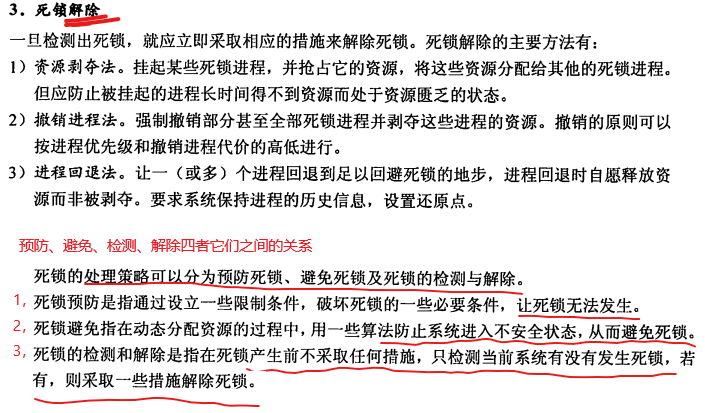 3．死锁解除
一旦检测出死锁，就应立即采取相应的措施来解除死锁。死锁解除的主要方法有：
1）资源剥夺法。挂起某些死锁进程，并抢占它的资源，将这些资源分配给其他的死锁进程。
但应防止被挂起的进程长时间得不到资源而处于资源匮乏的状态。
2）撤销进程法。强制撤销部分甚至全部死锁进程并剥夺这些进程的资源。撤销的原则可以
按进程优先级和撤销进程代价的高低进行。
3）进程回退法。让一（或多）个进程回退到足以回避死锁的地步，进程回退时自愿释放资
源而非被剥夺。要求系统保持进程的历史信息，设置还原点。
预防、避免、检测、解除四者它们之间的关系
死锁的处理策略可以分为预防死锁、避免死锁及死锁的检测与解除。
1，死锁预防是指通过设立一些限制条件，破坏死锁的一些必要条件，让死锁无法发生。
2，死锁避免指在动态分配资源的过程中，用一些算法防止系统进入不安全状态，从而避免死锁。
3，死锁的检测和解除是指在死锁产生前不采取任何措施，只检测当前系统有没有发生死锁，若
有，则采取一些措施解除死锁。